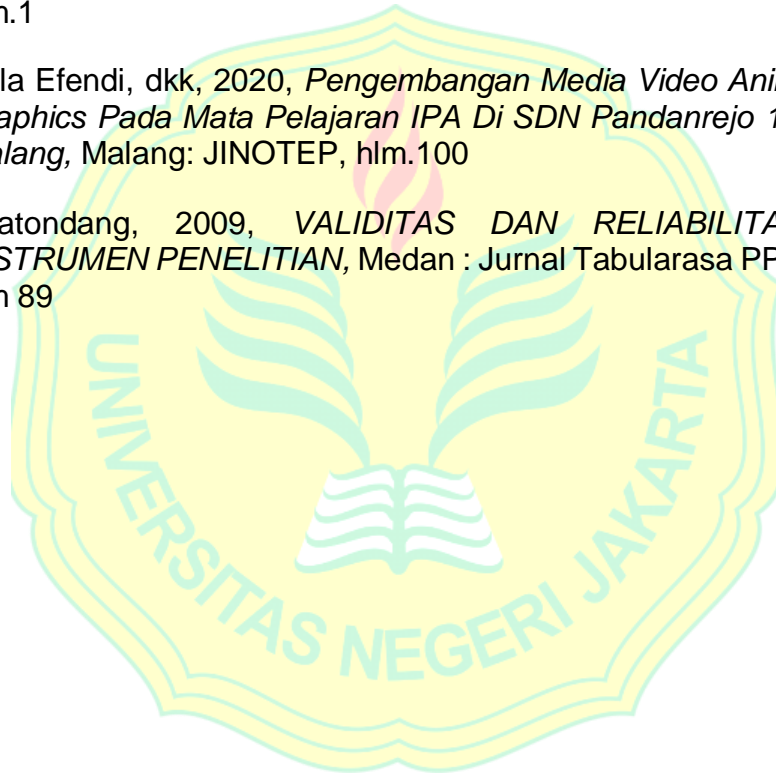 n.1
la Efendi, dkk, 2020, Pengembangan Media Video Ani
aphics Pada Mata Pelajaran IPA Di SDN Pandanrejo 1
alang, Malang: JINOTEP, hlm.100
atondang, 2009, VALIDITAS DAN RELIABILITA
STRUMEN PENELITIAN, Medan : Jurnal Tabularasa PP
n 89
UNIVERSITAS NEGERI JAKARTA